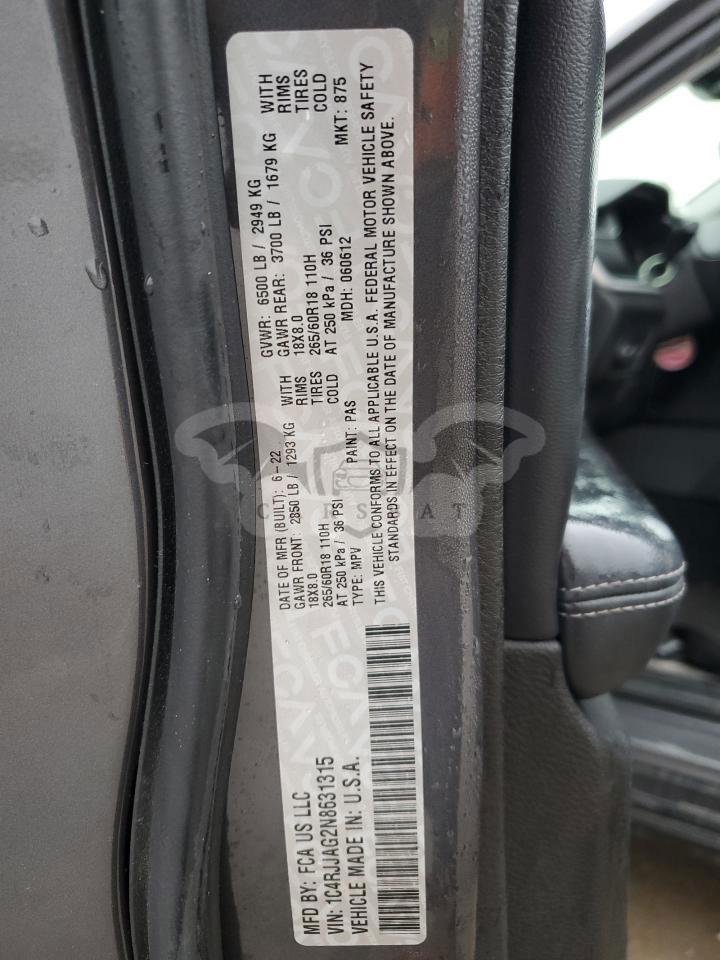 MFD BY: FCA US LLC
DATE OF MFR (BUILT): 6-22
GVWR: 6500 LB / 2949 KG
GAWR FRONT: 2850 LB / 1293 KG WITH
GAWR REAR: 3700 LB / 1679 KG WITH
18X8.0 RIMS
18X8.0 RIMS
265/60R18 110H TIRES
265/60R18 110H TIRES
AT 250 kPa / 36 PSI COLD
AT 250 kPa / 36 PSI COLD
VIN: 1C4RJJAG2N8631315
TYPE: MPV PAINT: PAS MDH: 060612 MKT: 875
VEHICLE MADE IN: U.S.A.
THIS VEHICLE CONFORMS TO ALL APPLICABLE U.S.A. FEDERAL MOTOR VEHICLE SAFETY
STANDARDS IN EFFECT ON THE DATE OF MANUFACTURE SHOWN ABOVE.